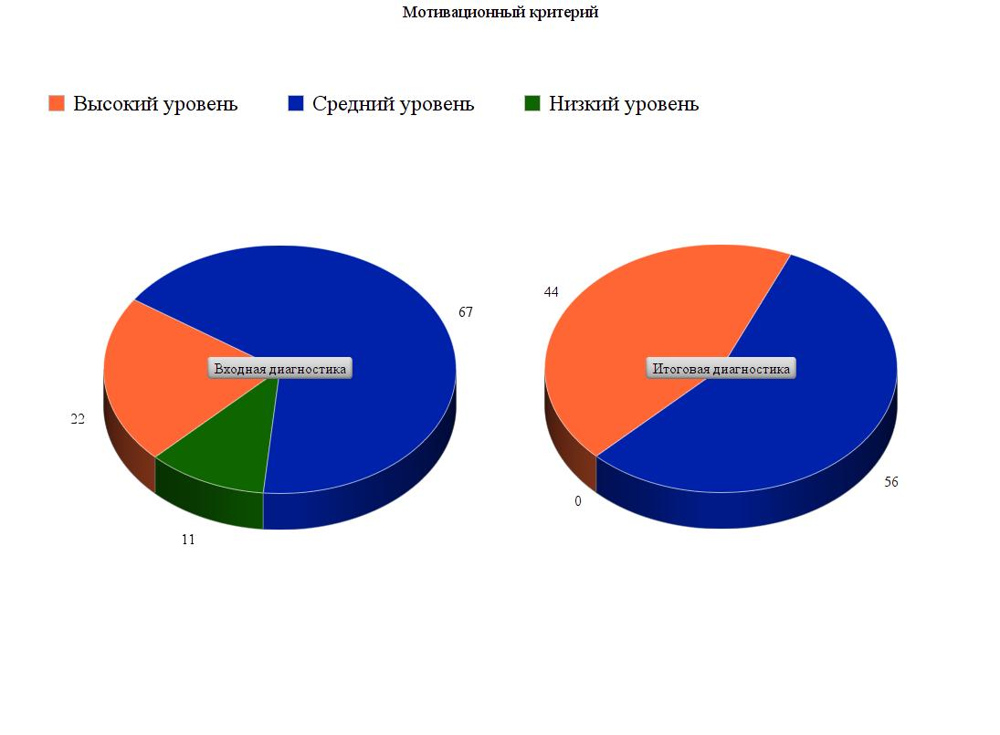 Мотивационный критерий
Высокий уровень
Средний уровень
Низкий уровень
67
Входная диагностика
22
11
44
Итоговая диагностика
56
0